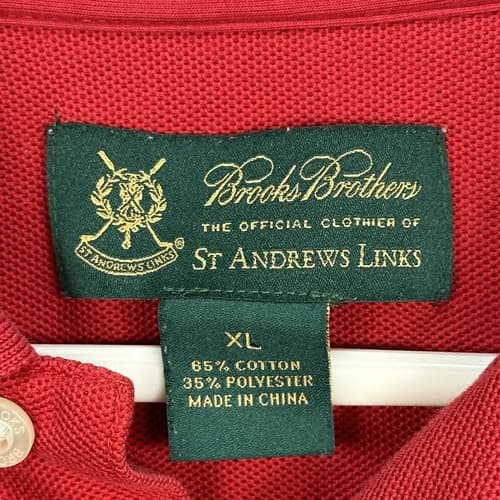 Brooks Brothers
THE OFFICIAL CLOTHIER OF
ST ANDREWS LINKS
ST ANDREWS LINKS
®
XL
65% COTTON
35% POLYESTER
MADE IN CHINA